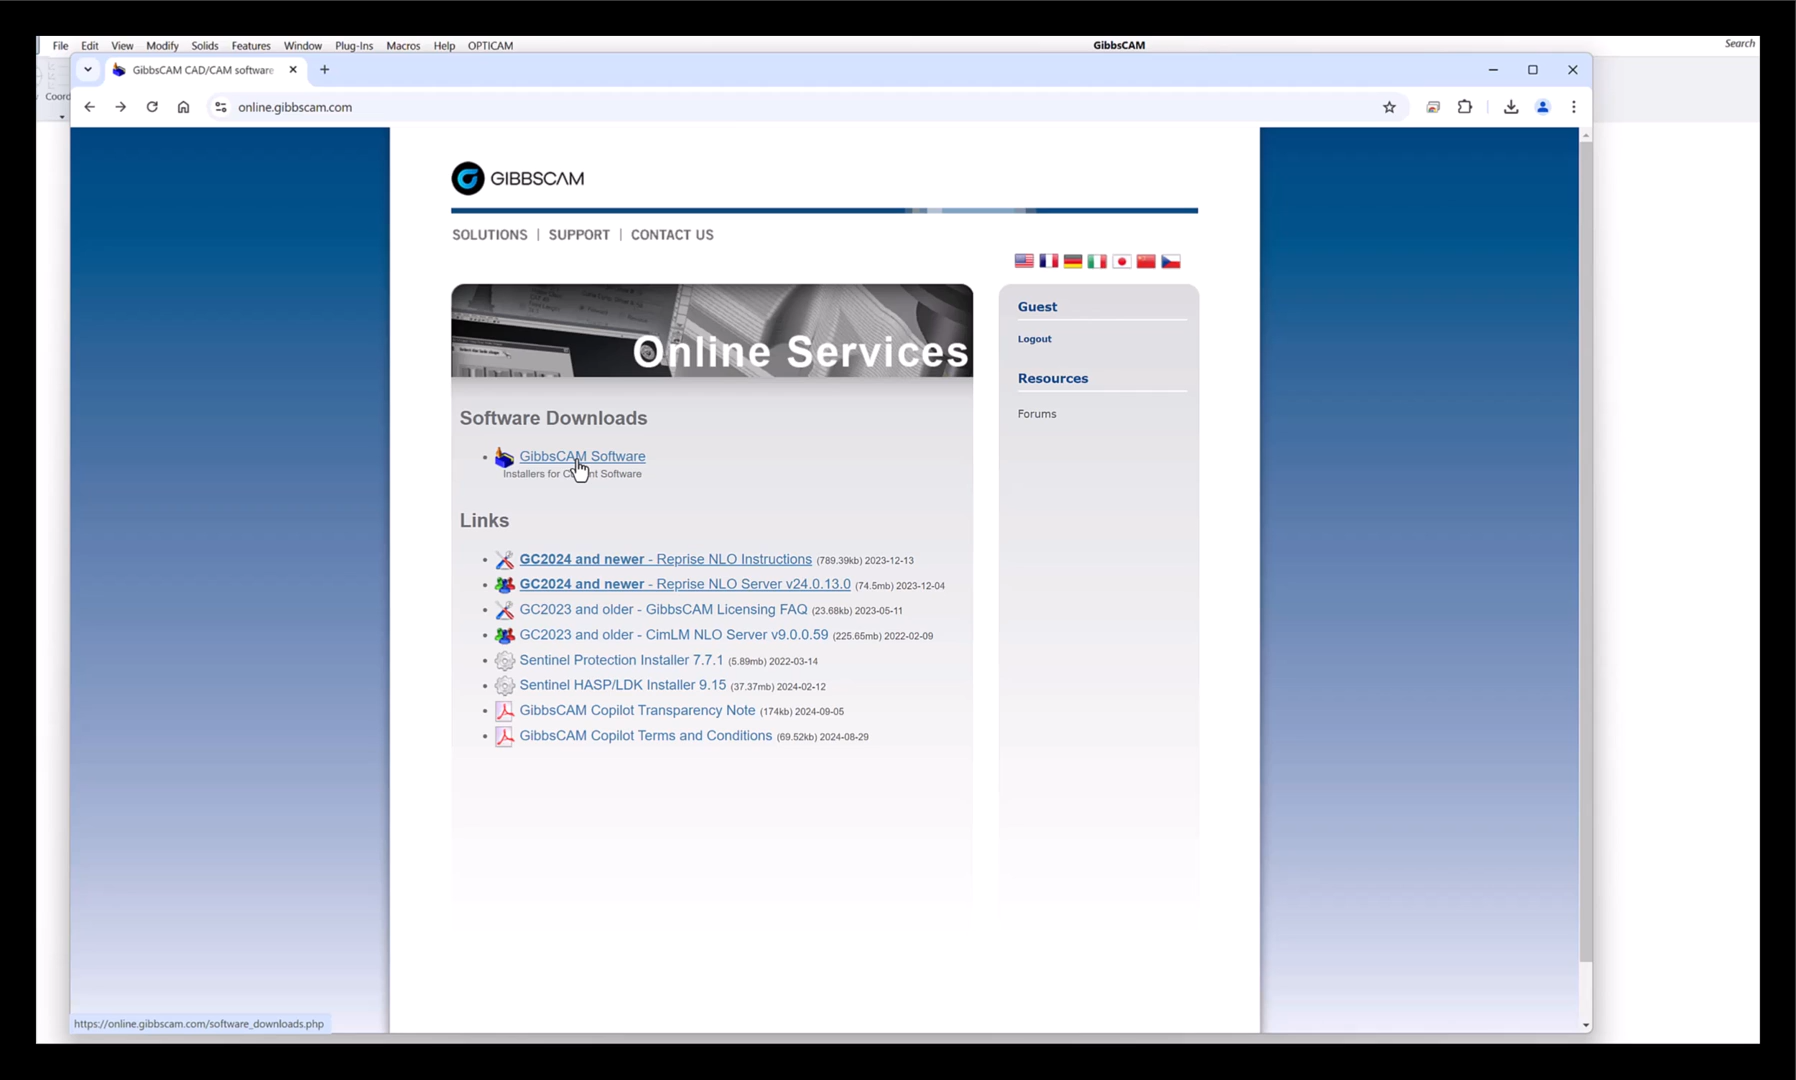 File Edit View Modify Solids Features Window Plug-Ins Macros Help OPTICAM GibbsCAM Search
GibbsCAM CAD/CAM software
Coord
online.gibbscam.com
GIBBSCAM
SOLUTIONS | SUPPORT | CONTACT US
Online Services
Guest
Logout
Resources
Forums
Software Downloads
GibbsCAM Software
Installers for Software
Links
GC2024 and newer - Reprise NLO Instructions (789.39kb) 2023-12-13
GC2024 and newer - Reprise NLO Server v24.0.13.0 (74.5mb) 2023-12-04
GC2023 and older - GibbsCAM Licensing FAQ (23.68kb) 2023-05-11
GC2023 and older - CimLM NLO Server v9.0.0.59 (225.65mb) 2022-02-09
Sentinel Protection Installer 7.7.1 (5.89mb) 2022-03-14
Sentinel HASP/LDK Installer 9.15 (37.37mb) 2024-02-12
GibbsCAM Copilot Transparency Note (174kb) 2024-09-05
GibbsCAM Copilot Terms and Conditions (69.52kb) 2024-08-29
https://online.gibbscam.com/software_downloads.php